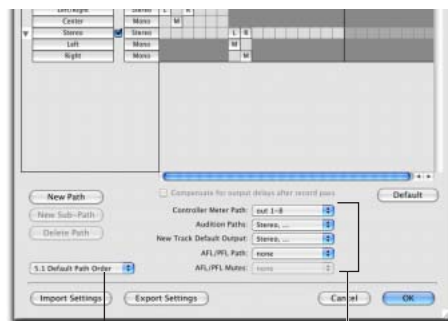 Left/Right Stereo L R
Center Mono M
Stereo Stereo L R
Left Mono M
Right Mono M
New Path
Compensate for output delays after record pass
Default
New Sub-Path
Controller Meter Path: out 1-8
Delete Path
Audition Paths: Stereo, ...
New Track Default Output: Stereo, ...
AFL/PFL Path: none
5.1 Default Path Order
AFL/PFL Mutes: none
Import Settings
Export Settings
Cancel
OK